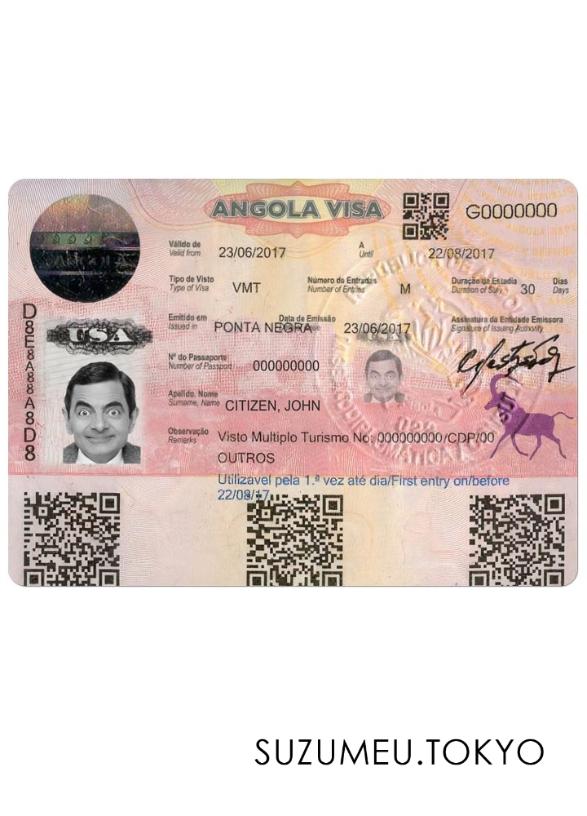 ANGOLA VISA
G0000000
Válido de
Valid from
23/06/2017
A
Until
22/08/2017
Tipo de Visto
Type of Visa
VMT
Número de Entradas
Number of Entries
M
Duração da Estadia
Duration of Stay
30
Dias
Days
Emitido em
Issued in
PONTA NEGRA
Data de Emissão
23/06/2017
Assinatura da Entidade Emissora
Signature of Issuing Authority
Nº do Passaporte
Number of Passport
000000000
Apelido, Nome
Surname, Name
CITIZEN, JOHN
Observação
Remarks
Visto Multiplo Turismo No: 000000000/CDP/00
OUTROS
Utilizavel pela 1.ª vez até dia/First entry on/before
22/08/17
D8E8A88A8D8
USA
SUZUMEU.TOKYO